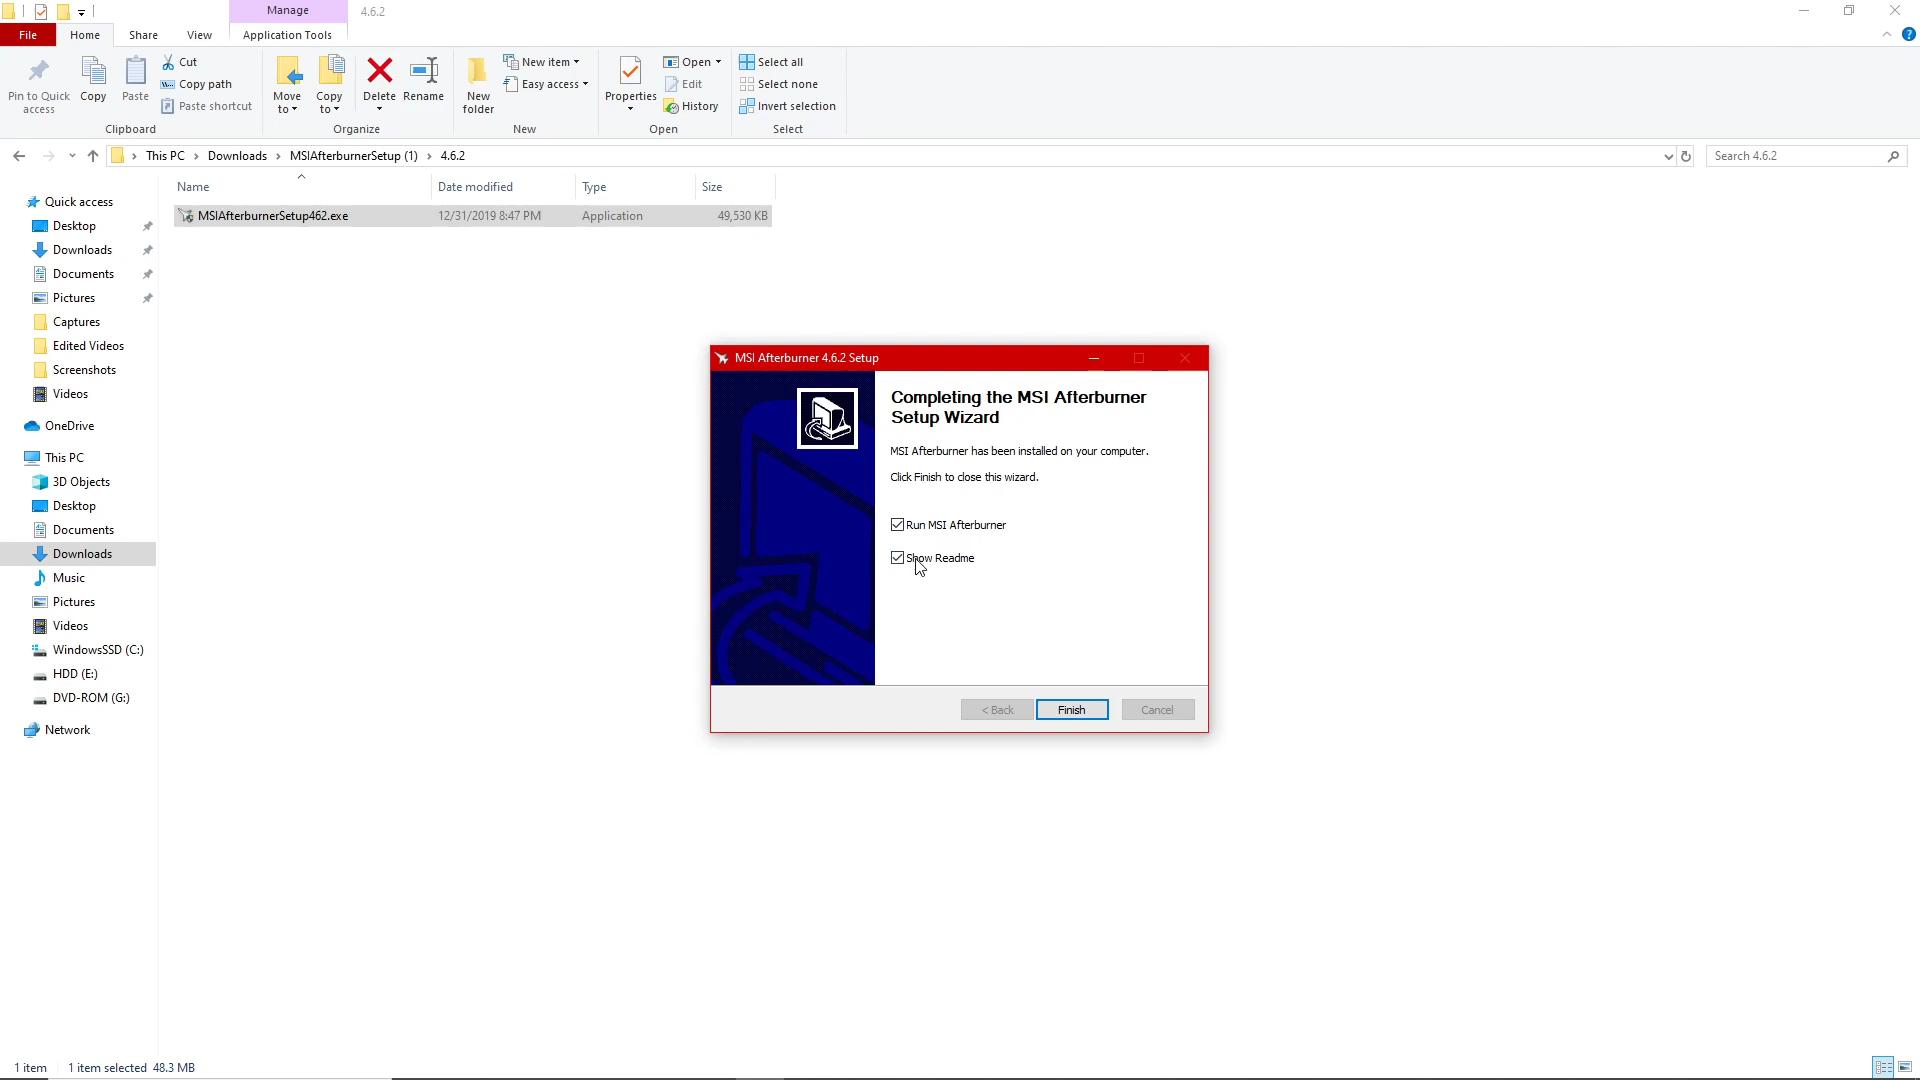 Manage
4.6.2
File
Home
Share
View
Application Tools
Pin to Quick
access
Copy
Paste
Cut
Copy path
Paste shortcut
Clipboard
Move
to
Copy
to
Delete
Rename
Organize
New
folder
New item
Easy access
New
Properties
Open
Edit
History
Open
Select all
Select none
Invert selection
Select
This PC
Downloads
MSIAfterburnerSetup (1)
4.6.2
Search 4.6.2
Name
Date modified
Type
Size
MSIAfterburnerSetup462.exe
12/31/2019 8:47 PM
Application
49,530 KB
Quick access
Desktop
Downloads
Documents
Pictures
Captures
Edited Videos
Screenshots
Videos
OneDrive
This PC
3D Objects
Desktop
Documents
Downloads
Music
Pictures
Videos
WindowsSSD (C:)
HDD (E:)
DVD-ROM (G:)
Network
MSI Afterburner 4.6.2 Setup
Completing the MSI Afterburner
Setup Wizard
MSI Afterburner has been installed on your computer.
Click Finish to close this wizard.
Run MSI Afterburner
Show Readme
< Back
Finish
Cancel
1 item
1 item selected 48.3 MB